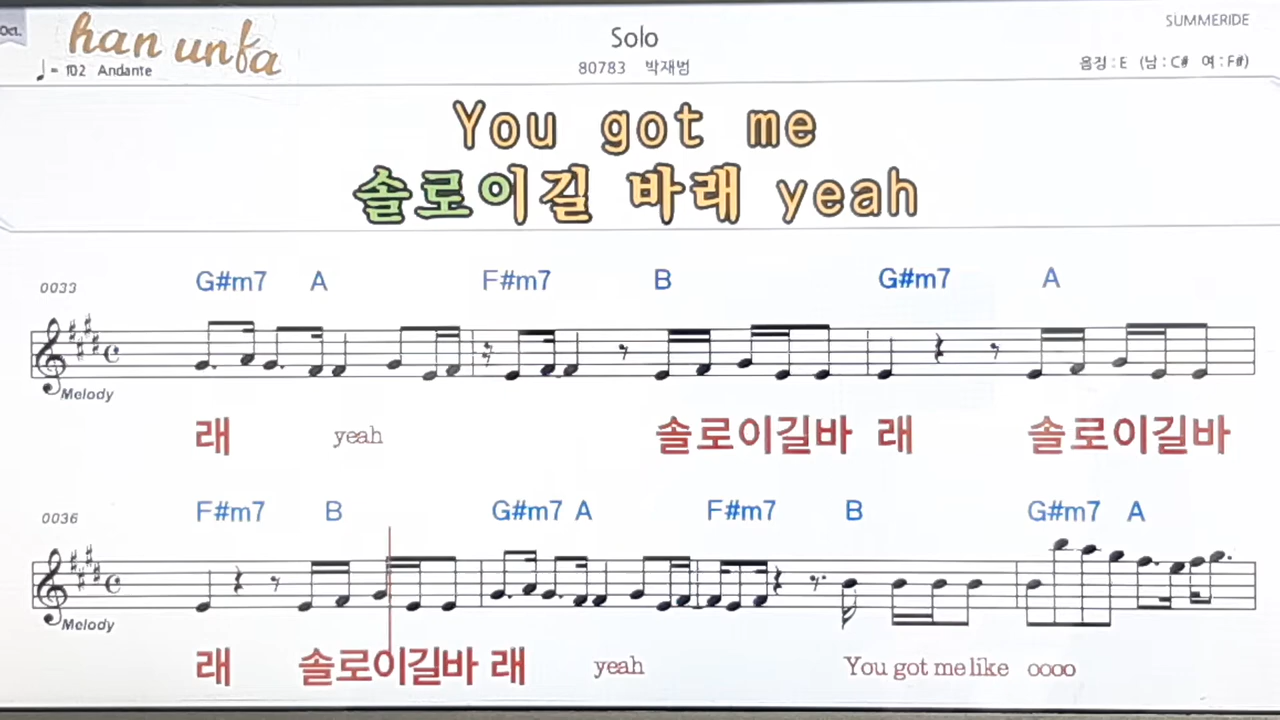 Oct.
han unfa
♩= 102 Andante
Solo
80783 박재범
SUMMERIDE
음정 : E (남 : C# 여 : F#)
You got me
솔로이길 바래 yeah
0033
G#m7 A F#m7 B G#m7 A
Melody
래 yeah 솔로이길바 래 솔로이길바
0036
F#m7 B G#m7 A F#m7 B G#m7 A
Melody
래 솔로이길바 래 yeah You got me like oooo